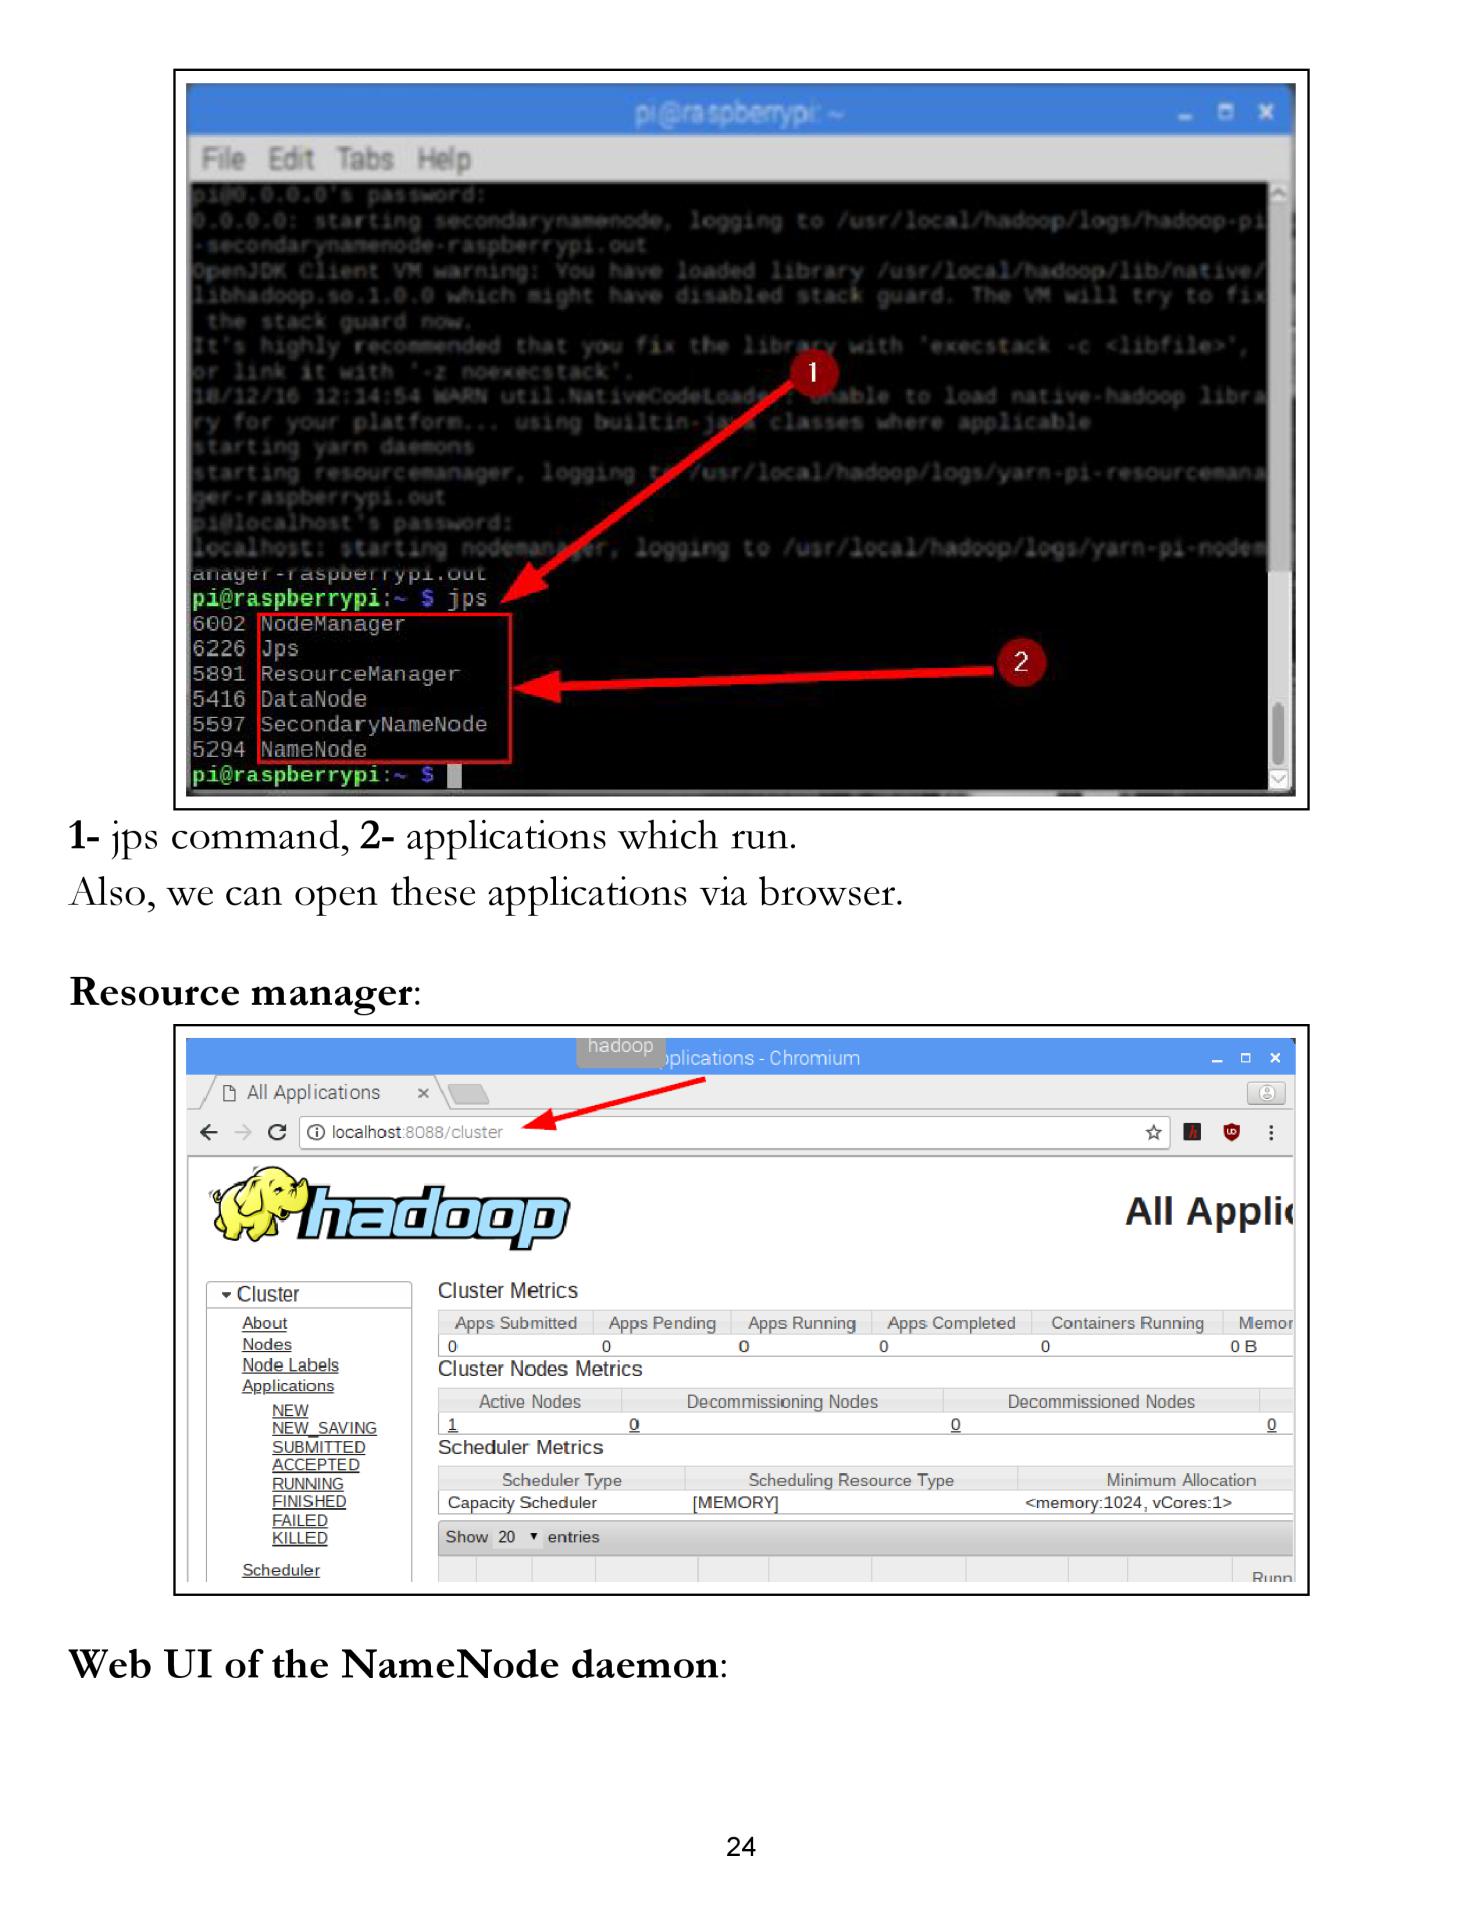 pi@raspberrypi: ~
File Edit Tabs Help
pi@0.0.0.0's password:
0.0.0.0: starting secondarynamenode, logging to /usr/local/hadoop/logs/hadoop-pi
-secondarynamenode-raspberrypi.out
OpenJDK Client VM warning: You have loaded library /usr/local/hadoop/lib/native/
libhadoop.so.1.0.0 which might have disabled stack guard. The VM will try to fix
the stack guard now.
It's highly recommended that you fix the library with 'execstack -c <libfile>',
or link it with '-z noexecstack'.
1
18/12/16 12:14:54 WARN util.NativeCodeLoader: Unable to load native-hadoop libra
ry for your platform... using builtin-java classes where applicable
starting yarn daemons
starting resourcemanager, logging to /usr/local/hadoop/logs/yarn-pi-resourcemana
ger-raspberrypi.out
pi@localhost's password:
localhost: starting nodemanager, logging to /usr/local/hadoop/logs/yarn-pi-nodem
anager-raspberrypi.out
pi@raspberrypi:~ $ jps
6002 NodeManager
6226 Jps
2
5891 ResourceManager
5416 DataNode
5597 SecondaryNameNode
5294 NameNode
pi@raspberrypi:~ $
1- jps command, 2- applications which run.
Also, we can open these applications via browser.
Resource manager:
hadoop
pplications - Chromium
All Applications
localhost:8088/cluster
hadoop
All Applic
Cluster
About
Nodes
Node Labels
Applications
NEW
NEW_SAVING
SUBMITTED
ACCEPTED
RUNNING
FINISHED
FAILED
KILLED
Scheduler
Cluster Metrics
Apps Submitted Apps Pending Apps Running Apps Completed Containers Running Memor
0 0 0 0 0 0 B
Cluster Nodes Metrics
Active Nodes Decommissioning Nodes Decommissioned Nodes
1 0 0 0
Scheduler Metrics
Scheduler Type Scheduling Resource Type Minimum Allocation
Capacity Scheduler [MEMORY] <memory:1024, vCores:1>
Show 20 entries
Runn
Web UI of the NameNode daemon:
24